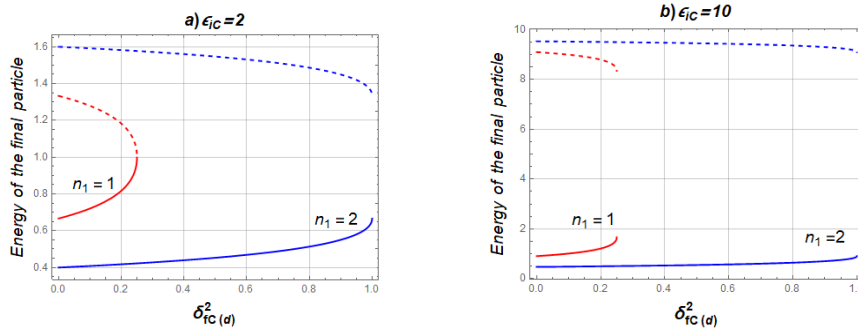 a) ϵiC=2
Energy of the final particle
1.6
1.4
1.2
1.0
0.8
0.6
0.4
n1 = 1
n1 = 2
0.0 0.2 0.4 0.6 0.8 1.0
δ²fC (d)
b) ϵiC=10
Energy of the final particle
10
8
6
4
2
0
n1 = 1
n1 = 2
0.0 0.2 0.4 0.6 0.8 1.0
δ²fC (d)